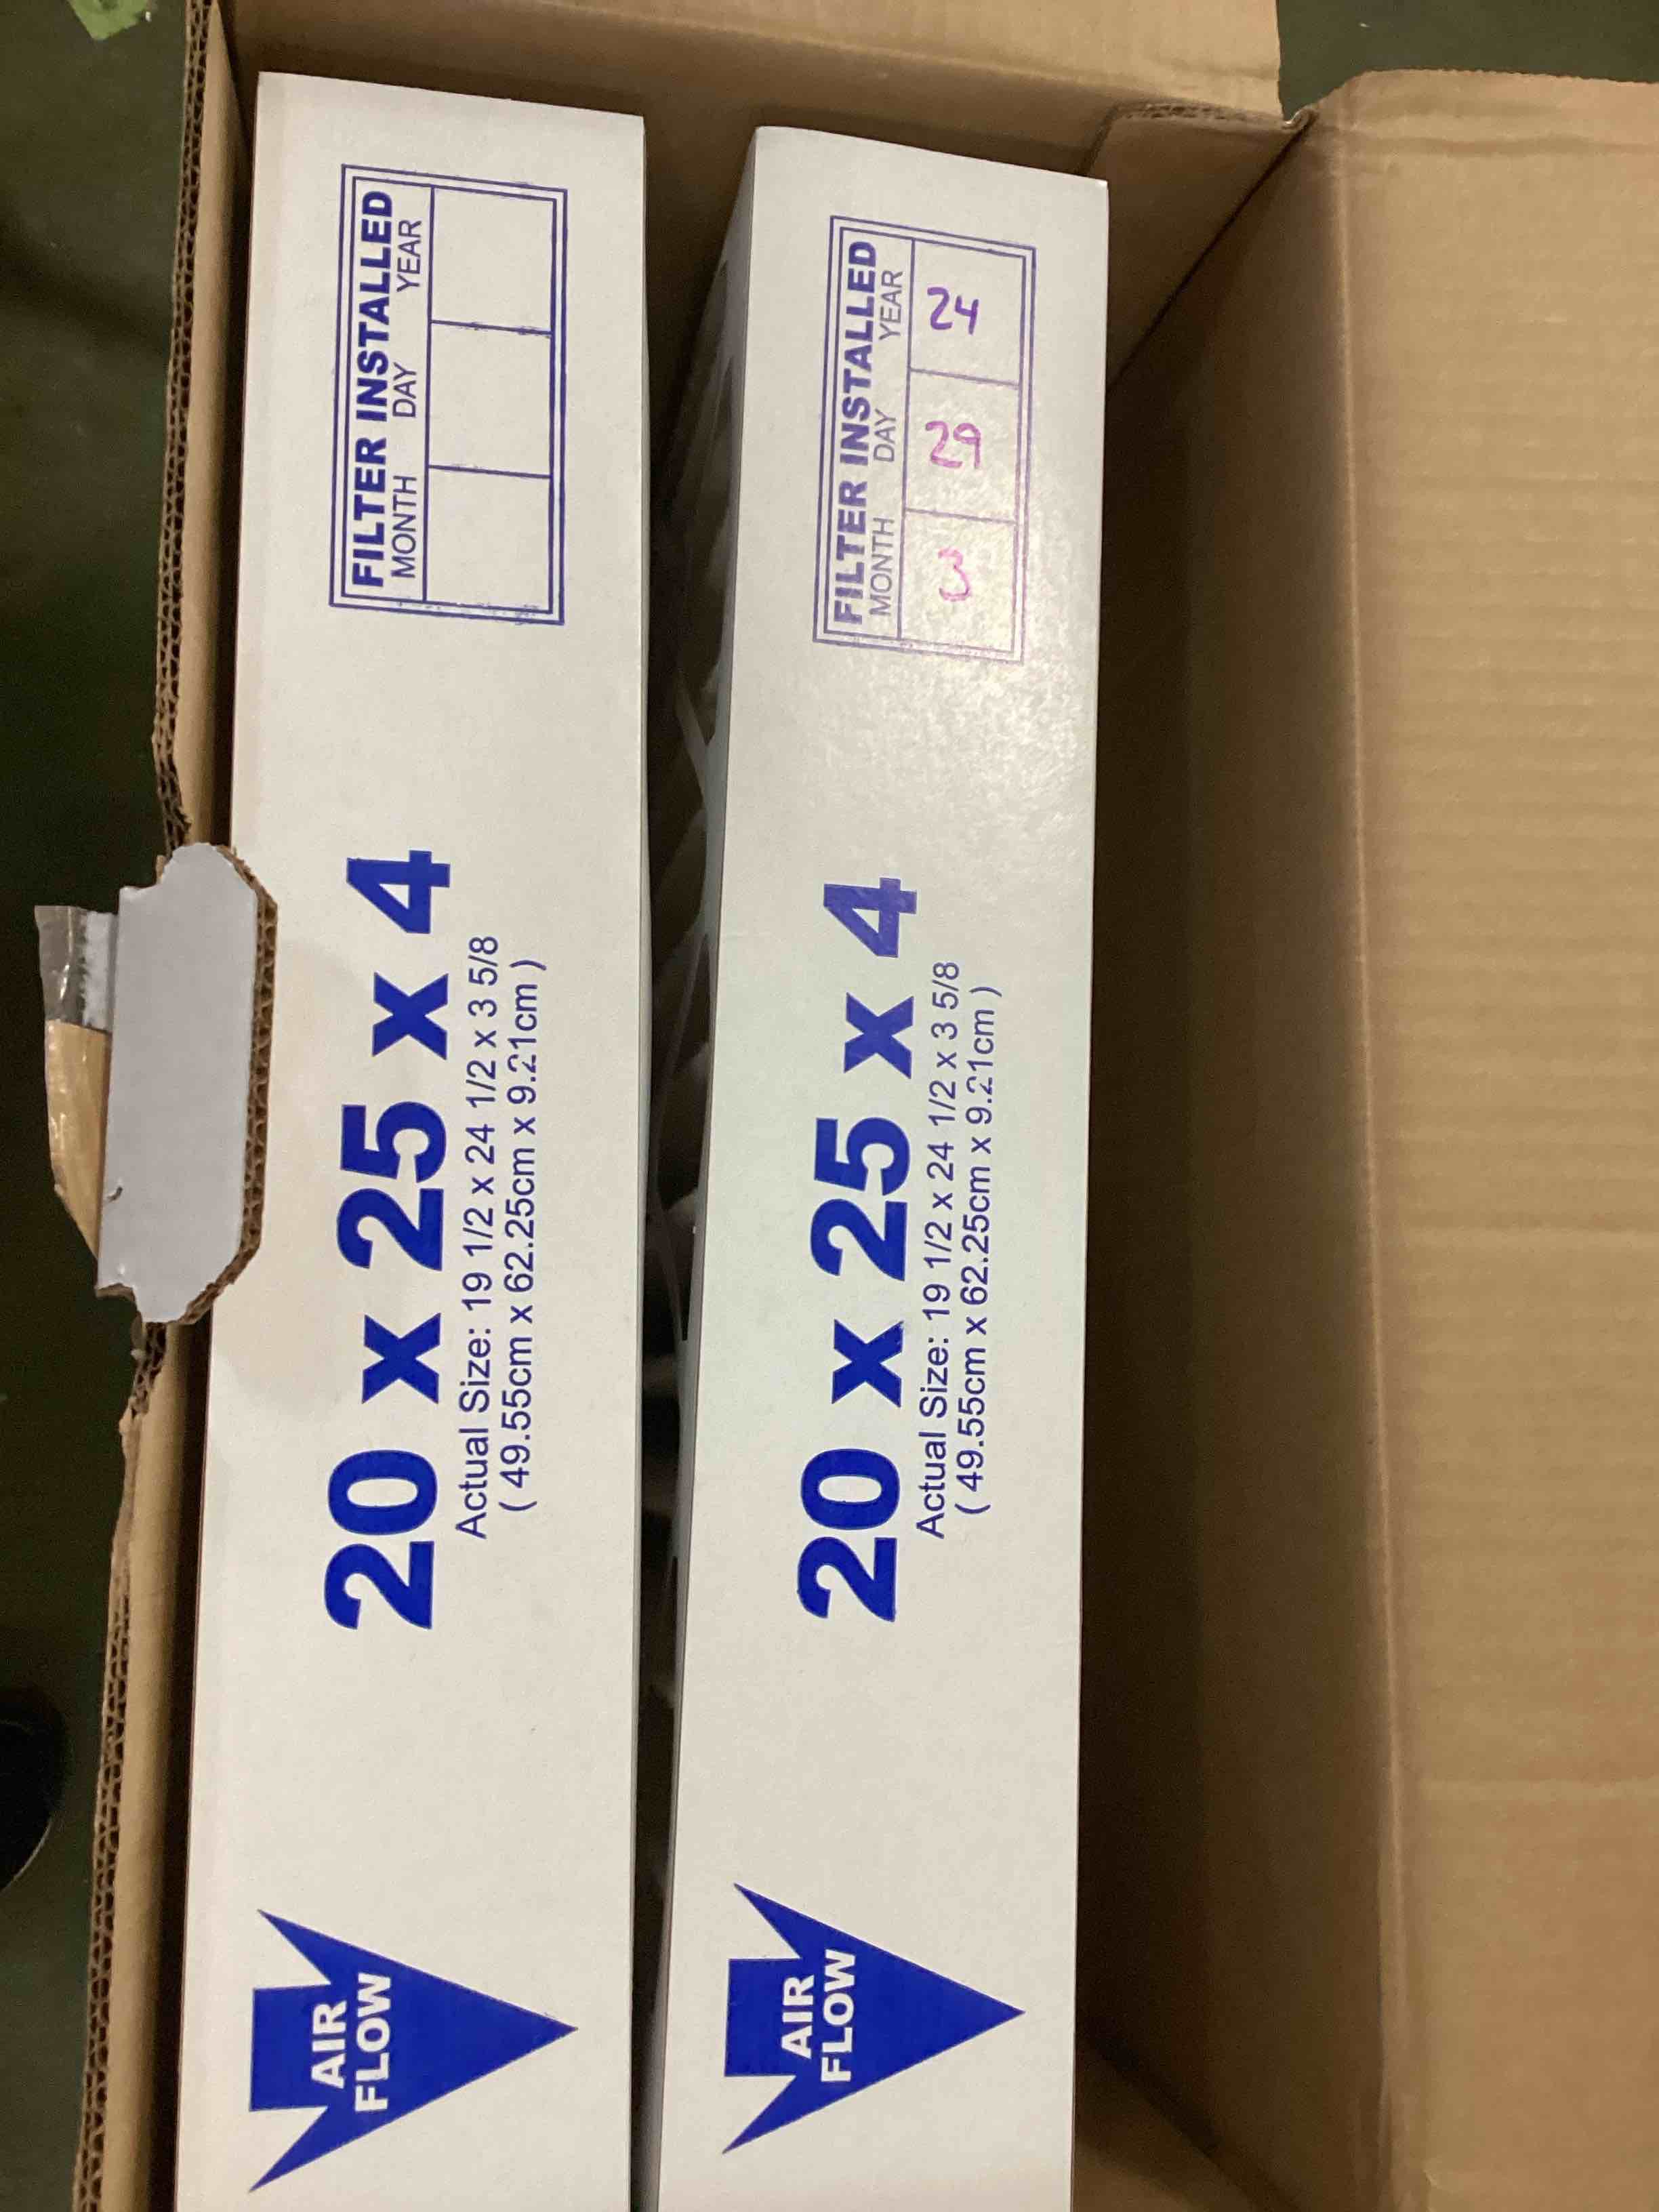 FILTER INSTALLED
MONTH DAY YEAR
20 x 25 x 4
Actual Size: 19 1/2 x 24 1/2 x 3 5/8
( 49.55cm x 62.25cm x 9.21cm )
AIR
FLOW
FILTER INSTALLED
MONTH DAY YEAR
3 29 24
20 x 25 x 4
Actual Size: 19 1/2 x 24 1/2 x 3 5/8
( 49.55cm x 62.25cm x 9.21cm )
AIR
FLOW